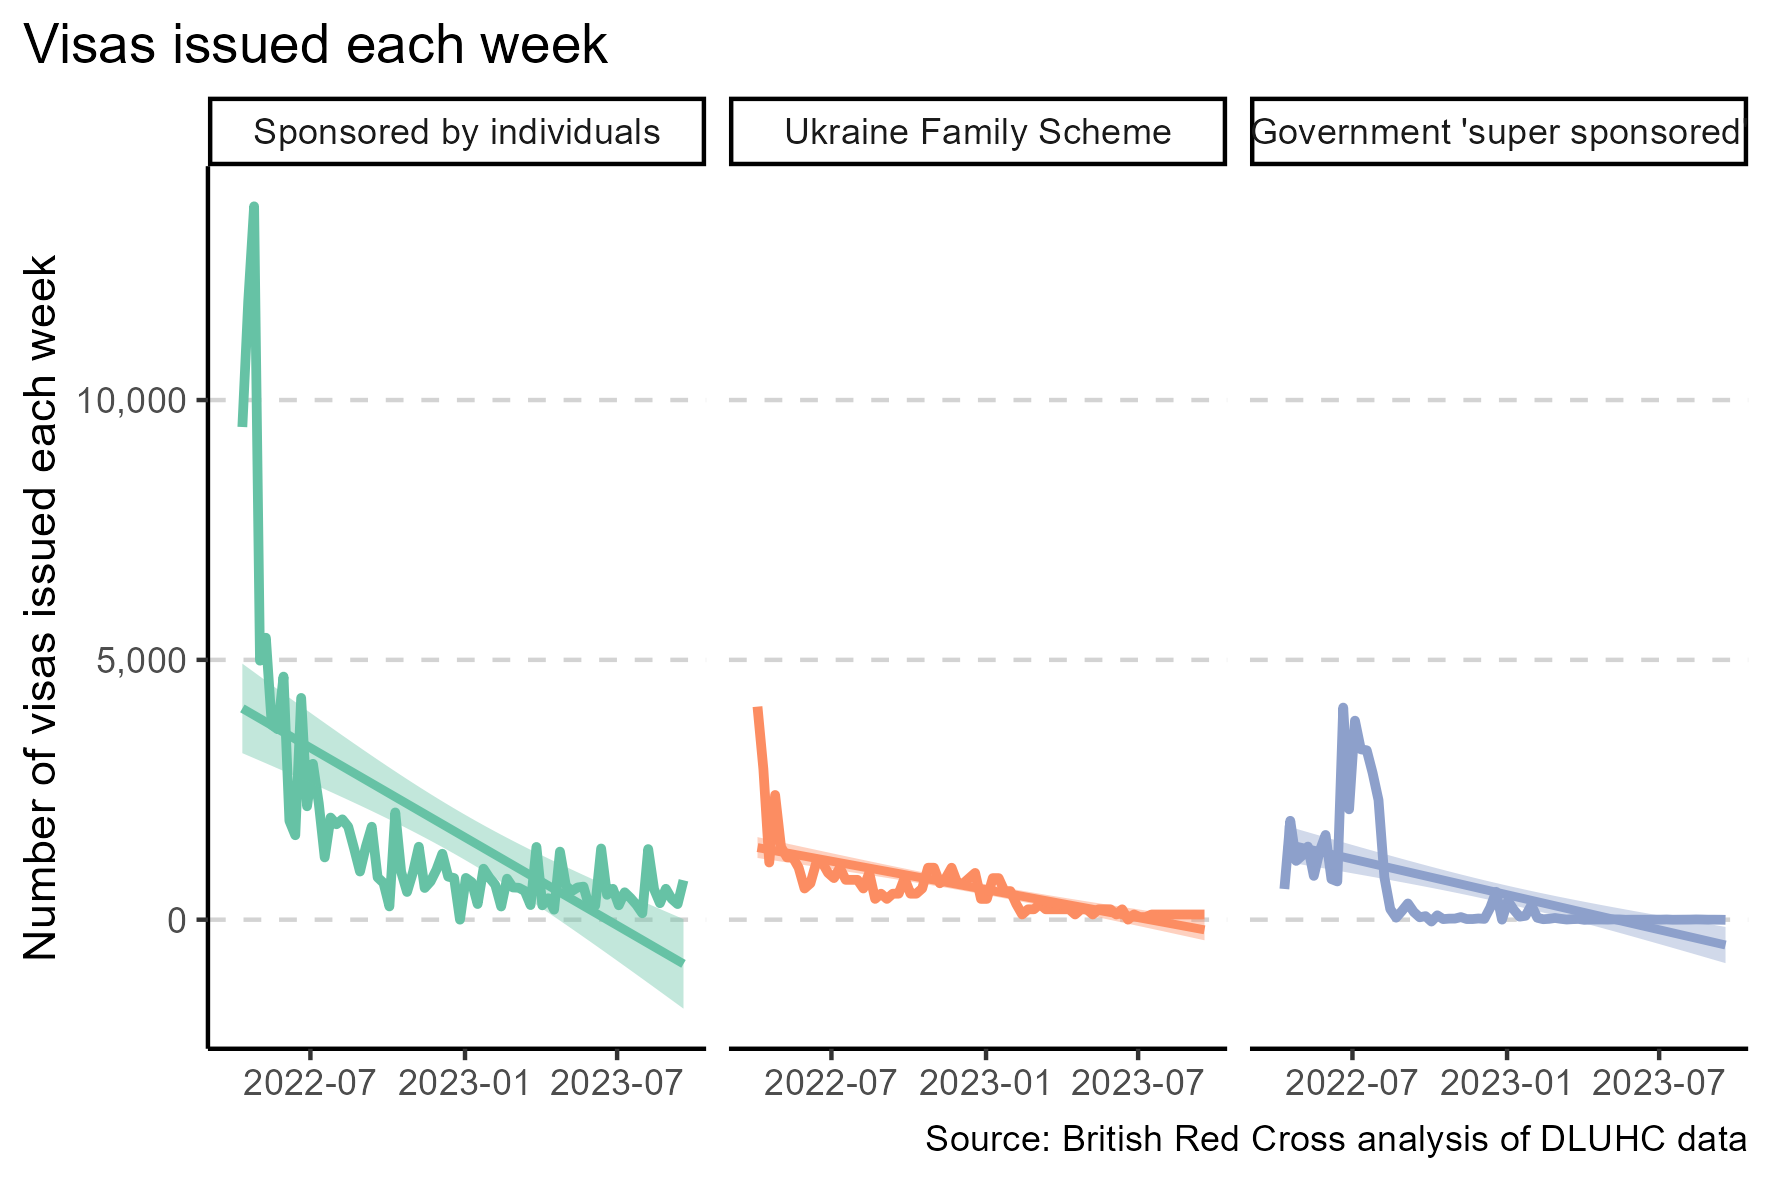 Visas issued each week
Sponsored by individuals
Ukraine Family Scheme
Government 'super sponsored'
Number of visas issued each week
10,000
5,000
0
2022-07 2023-01 2023-07
2022-07 2023-01 2023-07
2022-07 2023-01 2023-07
Source: British Red Cross analysis of DLUHC data